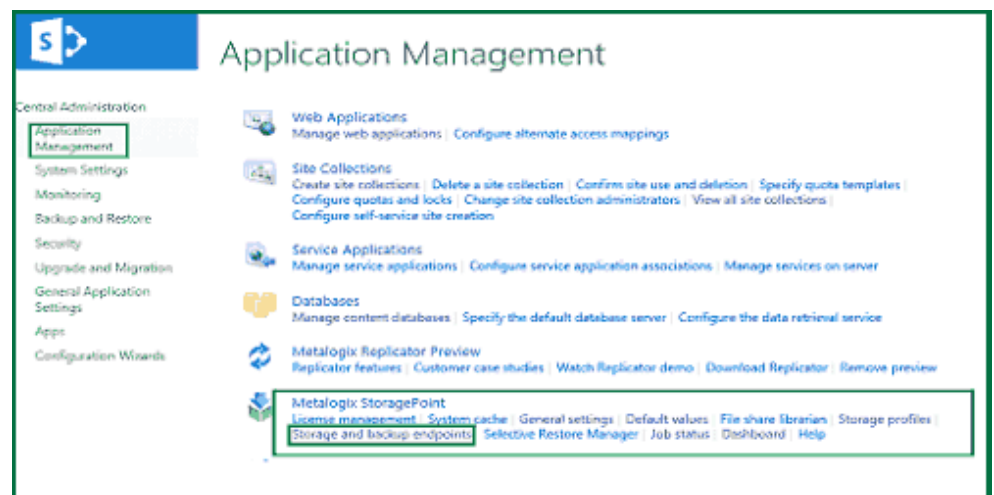 S
Application Management
Central Administration
Application
Management
System Settings
Monitoring
Backup and Restore
Security
Upgrade and Migration
General Application
Settings
Apps
Configuration Wizards
Web Applications
Manage web applications | Configure alternate access mappings
Site Collections
Create site collections | Delete a site collection | Confirm site use and deletion | Specify quota templates |
Configure quotas and locks | Change site collection administrators | View all site collections |
Configure self-service site creation
Service Applications
Manage service applications | Configure service application associations | Manage services on server
Databases
Manage content databases | Specify the default database server | Configure the data retrieval service
Metalogix Replicator Preview
Replicator features | Customer case studies | Watch Replicator demo | Download Replicator | Remove preview
Metalogix StoragePoint
License management | System cache | General settings | Default values | File share librarian | Storage profiles |
Storage and backup endpoints | Selective Restore Manager | Job status | Dashboard | Help